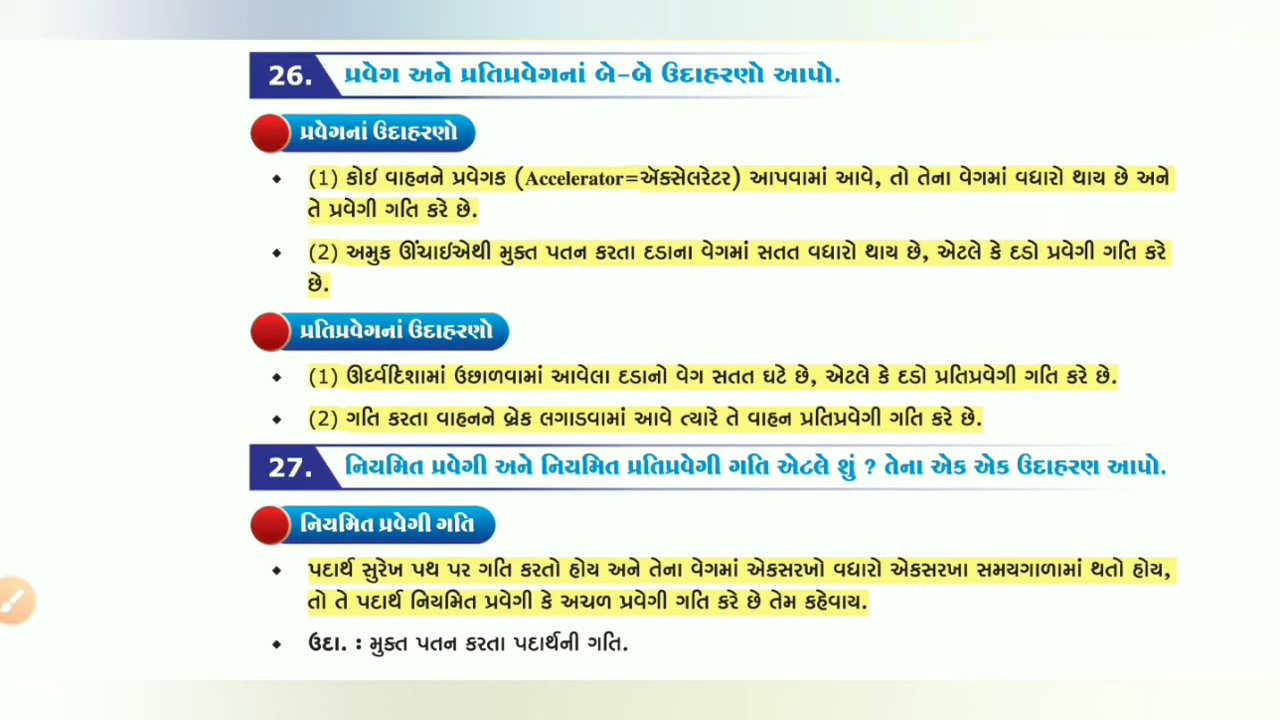 26. પ્રવેગ અને પ્રતિપ્રવેગનાં બે-બે ઉદાહરણો આપો.
પ્રવેગનાં ઉદાહરણો
(1) કોઈ વાહનને પ્રવેગક (Accelerator=ઍક્સેલરેટર) આપવામાં આવે, તો તેના વેગમાં વધારો થાય છે અને
તે પ્રવેગી ગતિ કરે છે.
(2) અમુક ઊંચાઈએથી મુક્ત પતન કરતા દડાના વેગમાં સતત વધારો થાય છે, એટલે કે દડો પ્રવેગી ગતિ કરે
છે.
પ્રતિપ્રવેગનાં ઉદાહરણો
(1) ઊર્ધ્વદિશામાં ઉછાળવામાં આવેલા દડાનો વેગ સતત ઘટે છે, એટલે કે દડો પ્રતિપ્રવેગી ગતિ કરે છે.
(2) ગતિ કરતા વાહનને બ્રેક લગાડવામાં આવે ત્યારે તે વાહન પ્રતિપ્રવેગી ગતિ કરે છે.
27. નિયમિત પ્રવેગી અને નિયમિત પ્રતિપ્રવેગી ગતિ એટલે શું ? તેના એક એક ઉદાહરણ આપો.
નિયમિત પ્રવેગી ગતિ
પદાર્થ સુરેખ પથ પર ગતિ કરતો હોય અને તેના વેગમાં એકસરખો વધારો એકસરખા સમયગાળામાં થતો હોય,
તો તે પદાર્થ નિયમિત પ્રવેગી કે અચળ પ્રવેગી ગતિ કરે છે તેમ કહેવાય.
ઉદા. : મુક્ત પતન કરતા પદાર્થની ગતિ.